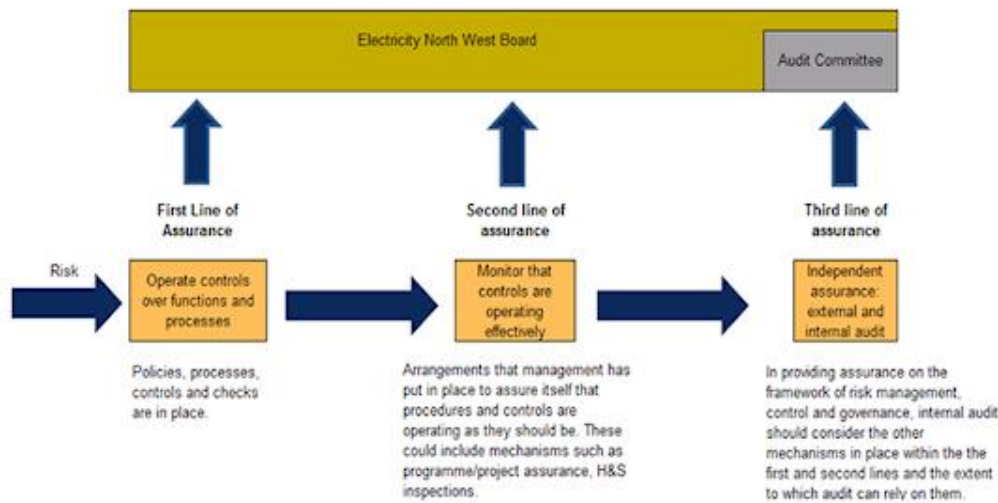 Electricity North West Board
Audit Committee
First Line of
Assurance
Second line of
assurance
Third line of
assurance
Risk
Operate controls
over functions and
processes
Monitor that
controls are
operating
effectively
Independent
assurance:
external and
internal audit
Policies, processes,
controls and checks
are in place.
Arrangements that management has
put in place to assure itself that
procedures and controls are
operating as they should be. These
could include mechanisms such as
programme/project assurance, H&S
inspections.
In providing assurance on the
framework of risk management,
control and governance, internal audit
should consider the other
mechanisms in place within the the
first and second lines and the extent
to which audit can rely on them.